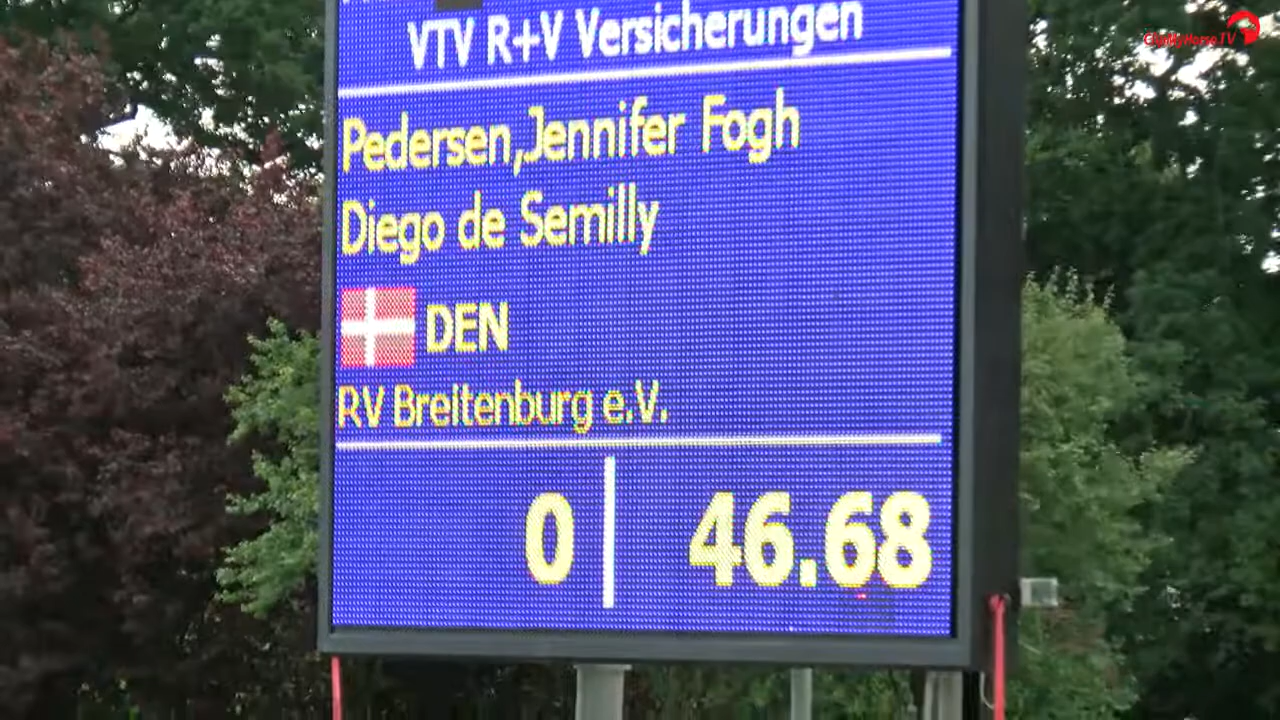 VTV R+V Versicherungen
Pedersen,Jennifer Fogh
Diego de Semilly
DEN
RV Breitenburg e.V.
0 46.68
ClipMyHorse.TV